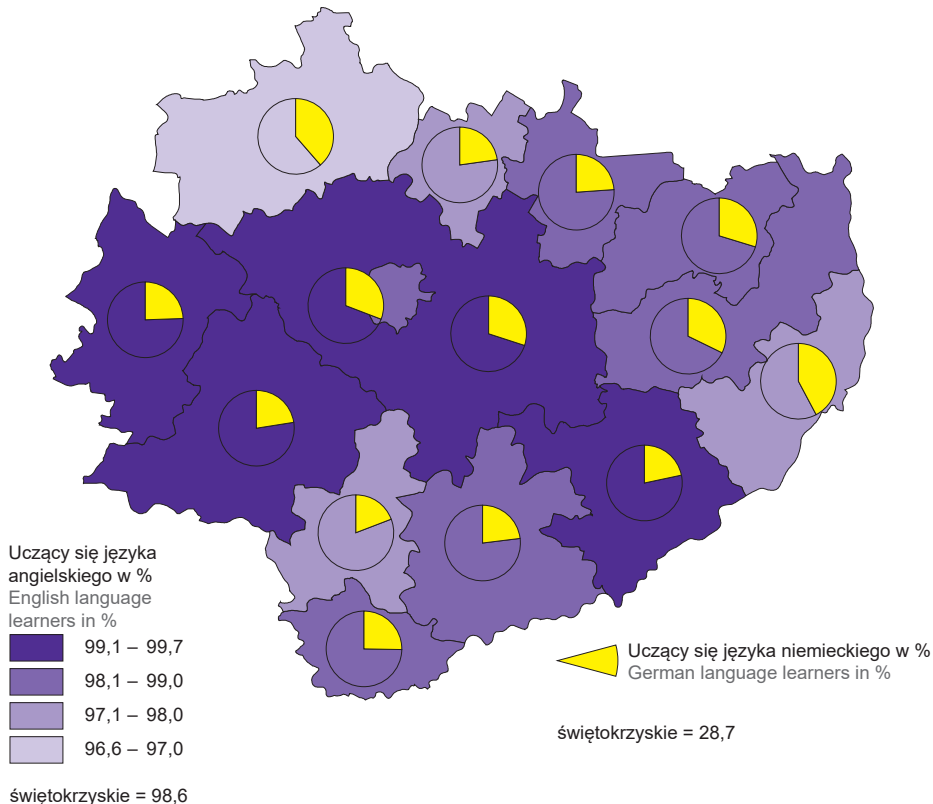 Uczący się języka
angielskiego w %
English language
learners in %
99,1 – 99,7
98,1 – 99,0
97,1 – 98,0
96,6 – 97,0
świętokrzyskie = 98,6
Uczący się języka niemieckiego w %
German language learners in %
świętokrzyskie = 28,7